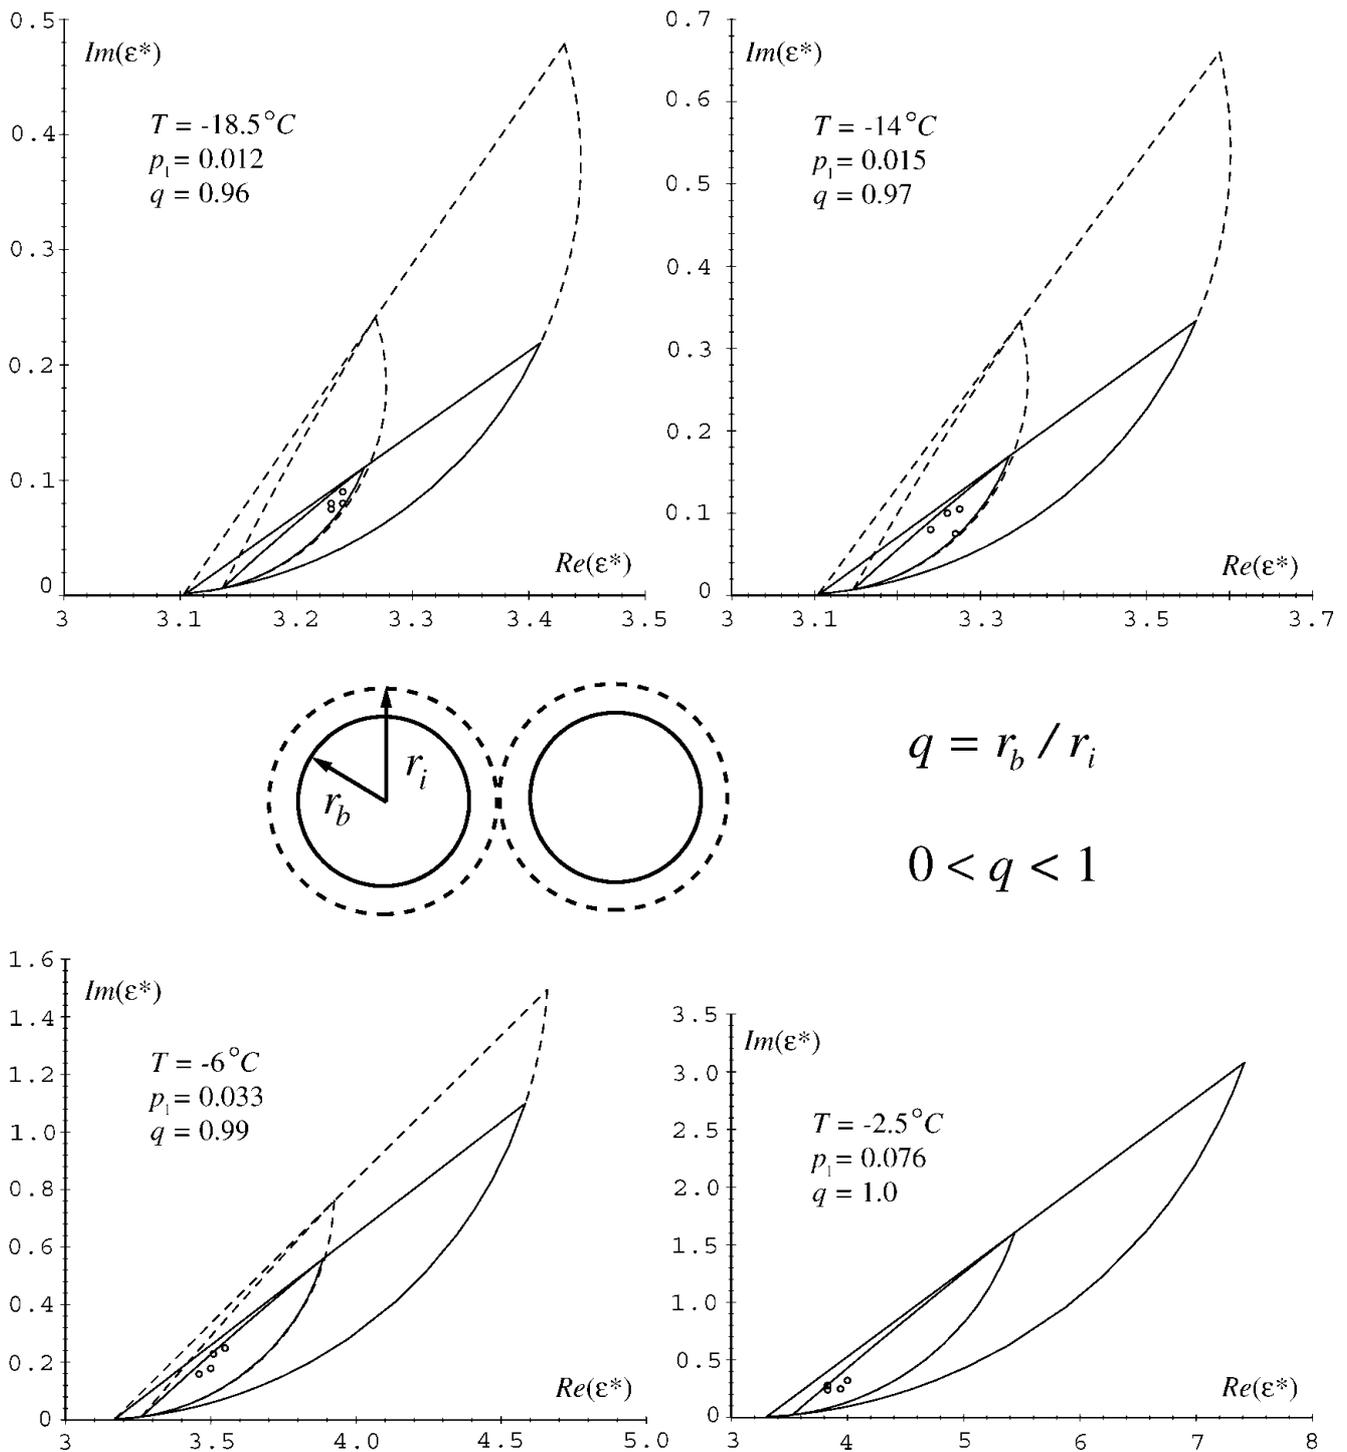 0.5
Im(ε*)
T = -18.5°C
0.4
p₁ = 0.012
q = 0.96
0.3
0.2
0.1
Re(ε*)
0
3 3.1 3.2 3.3 3.4 3.5
0.7
Im(ε*)
0.6
T = -14°C
p₁ = 0.015
0.5
q = 0.97
0.4
0.3
0.2
0.1
Re(ε*)
0
3 3.1 3.3 3.5 3.7
r_i
r_b
q = r_b / r_i
0 < q < 1
1.6
Im(ε*)
1.4
T = -6°C
1.2
p₁ = 0.033
q = 0.99
1.0
0.8
0.6
0.4
0.2
Re(ε*)
0
3 3.5 4.0 4.5 5.0
3.5
Im(ε*)
3.0
T = -2.5°C
2.5
p₁ = 0.076
q = 1.0
2.0
1.5
1.0
0.5
Re(ε*)
0
3 4 5 6 7 8